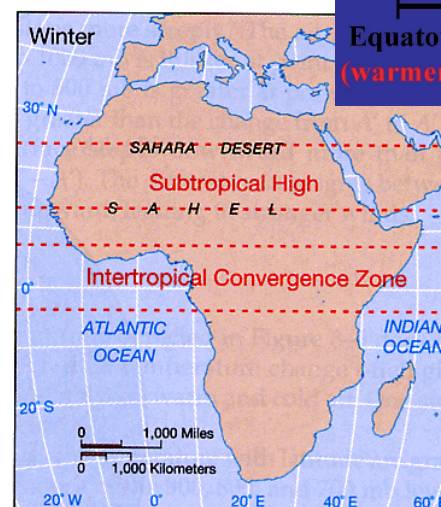 Winter
Equato
(warmer
30° N
SAHARA DESERT
Subtropical High
S A H E L
Intertropical Convergence Zone
0°
ATLANTIC
OCEAN
INDIAN
OCEAN
20° S
0 1,000 Miles
0 1,000 Kilometers
20° W 0° 20° E 40° E 60°